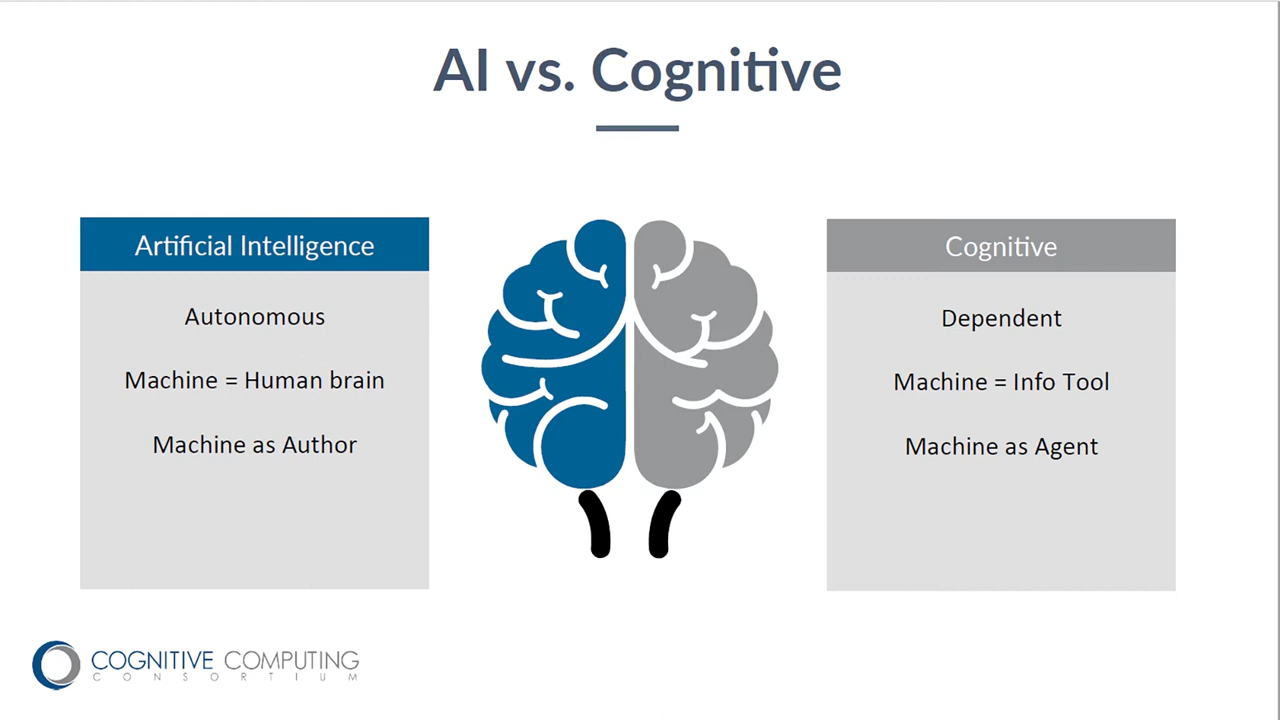 AI vs. Cognitive
Artificial Intelligence
Autonomous
Machine = Human brain
Machine as Author
Cognitive
Dependent
Machine = Info Tool
Machine as Agent
COGNITIVE COMPUTING
CONSORTIUM